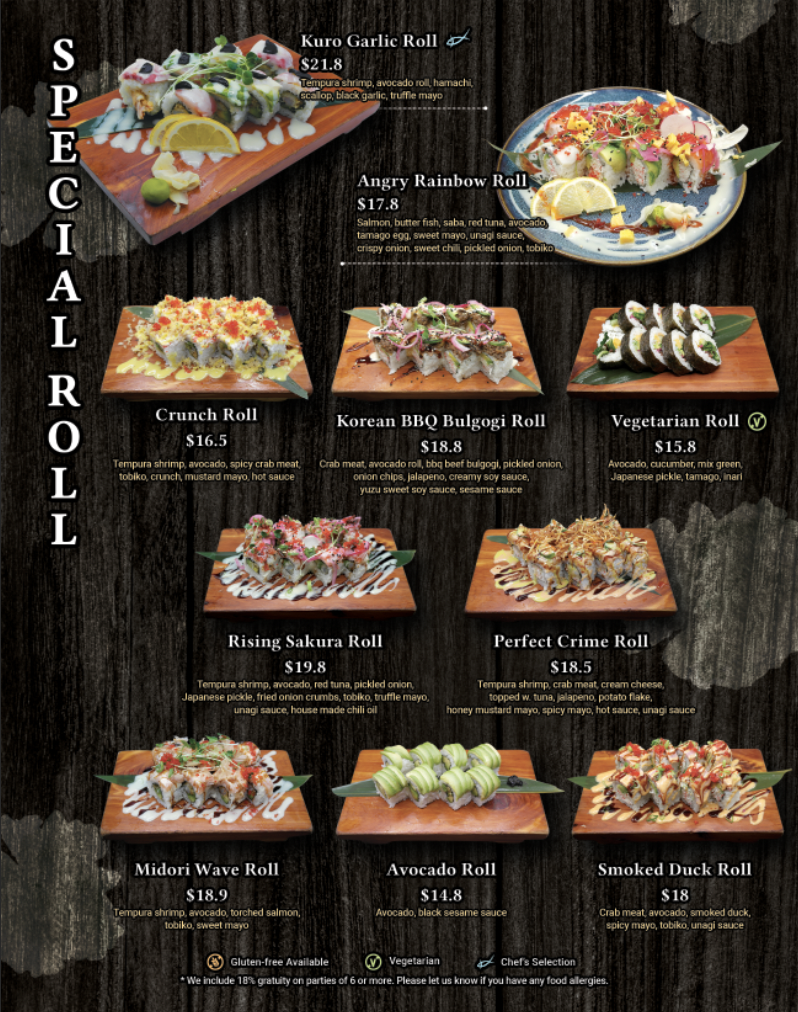 SPECIAL ROLL
Kuro Garlic Roll
$21.8
Tempura shrimp, avocado roll, hamachi,
scallop, black garlic, truffle mayo
Angry Rainbow Roll
$17.8
Salmon, butter fish, saba, red tuna, avocado,
tamago egg, sweet mayo, unagi sauce,
crispy onion, sweet chili, pickled onion, tobiko
Crunch Roll
$16.5
Tempura shrimp, avocado, spicy crab meat,
tobiko, crunch, mustard mayo, hot sauce
Korean BBQ Bulgogi Roll
$18.8
Crab meat, avocado roll, bbq beef bulgogi, pickled onion,
onion chips, jalapeno, creamy soy sauce,
yuzu sweet soy sauce, sesame sauce
Vegetarian Roll V
$15.8
Avocado, cucumber, mix green,
Japanese pickle, tamago, inari
Rising Sakura Roll
$19.8
Tempura shrimp, avocado, red tuna, pickled onion,
Japanese pickle, fried onion crumbs, tobiko, truffle mayo,
unagi sauce, house made chili oil
Perfect Crime Roll
$18.5
Tempura shrimp, crab meat, cream cheese,
topped w. tuna, jalapeno, potato flake,
honey mustard mayo, spicy mayo, hot sauce, unagi sauce
Midori Wave Roll
$18.9
Tempura shrimp, avocado, torched salmon,
tobiko, sweet mayo
Avocado Roll
$14.8
Avocado, black sesame sauce
Smoked Duck Roll
$18
Crab meat, avocado, smoked duck,
spicy mayo, tobiko, unagi sauce
Gluten-free Available V Vegetarian Chef's Selection
* We include 18% gratuity on parties of 6 or more. Please let us know if you have any food allergies.